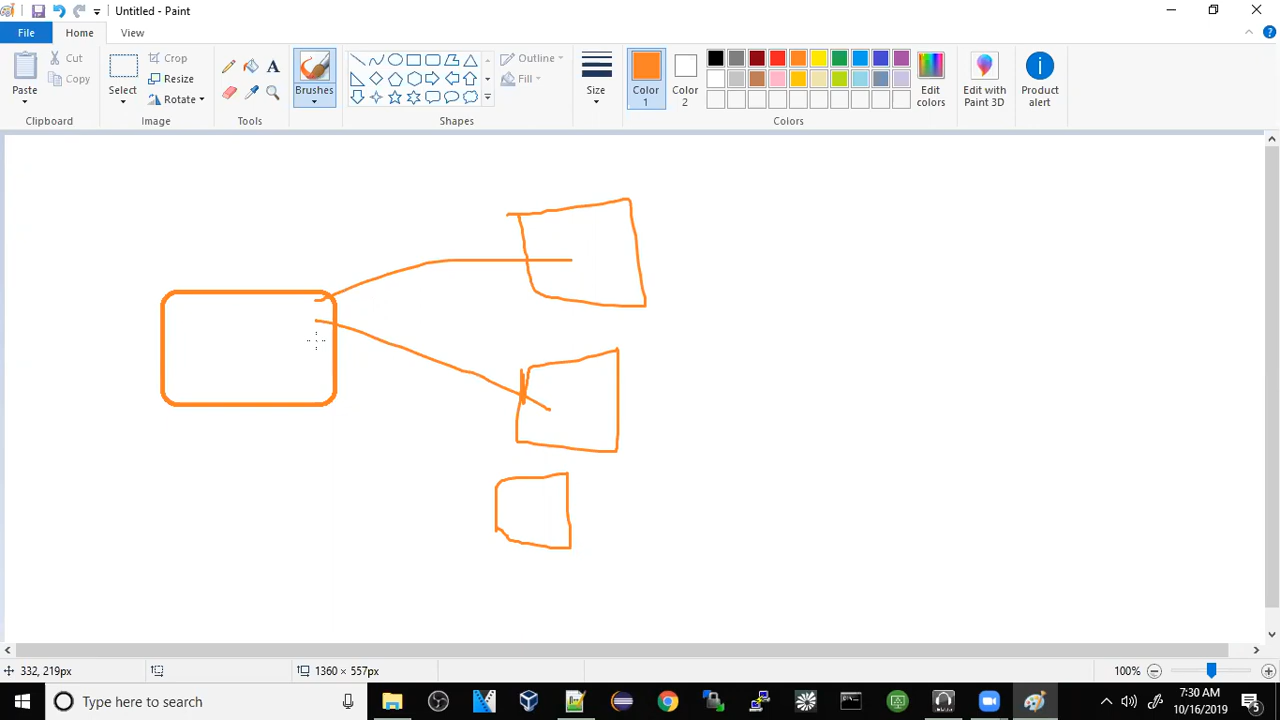 Untitled - Paint
File Home View
Paste
Cut
Copy
Clipboard
Select
Crop
Resize
Rotate
Image
A
Tools
Brushes
Outline
Fill
Shapes
Size
Color 1
Color 2
Edit colors
Colors
Edit with Paint 3D
Product alert
332, 219px
1360 × 557px
100%
Type here to search
7:30 AM
10/16/2019
5